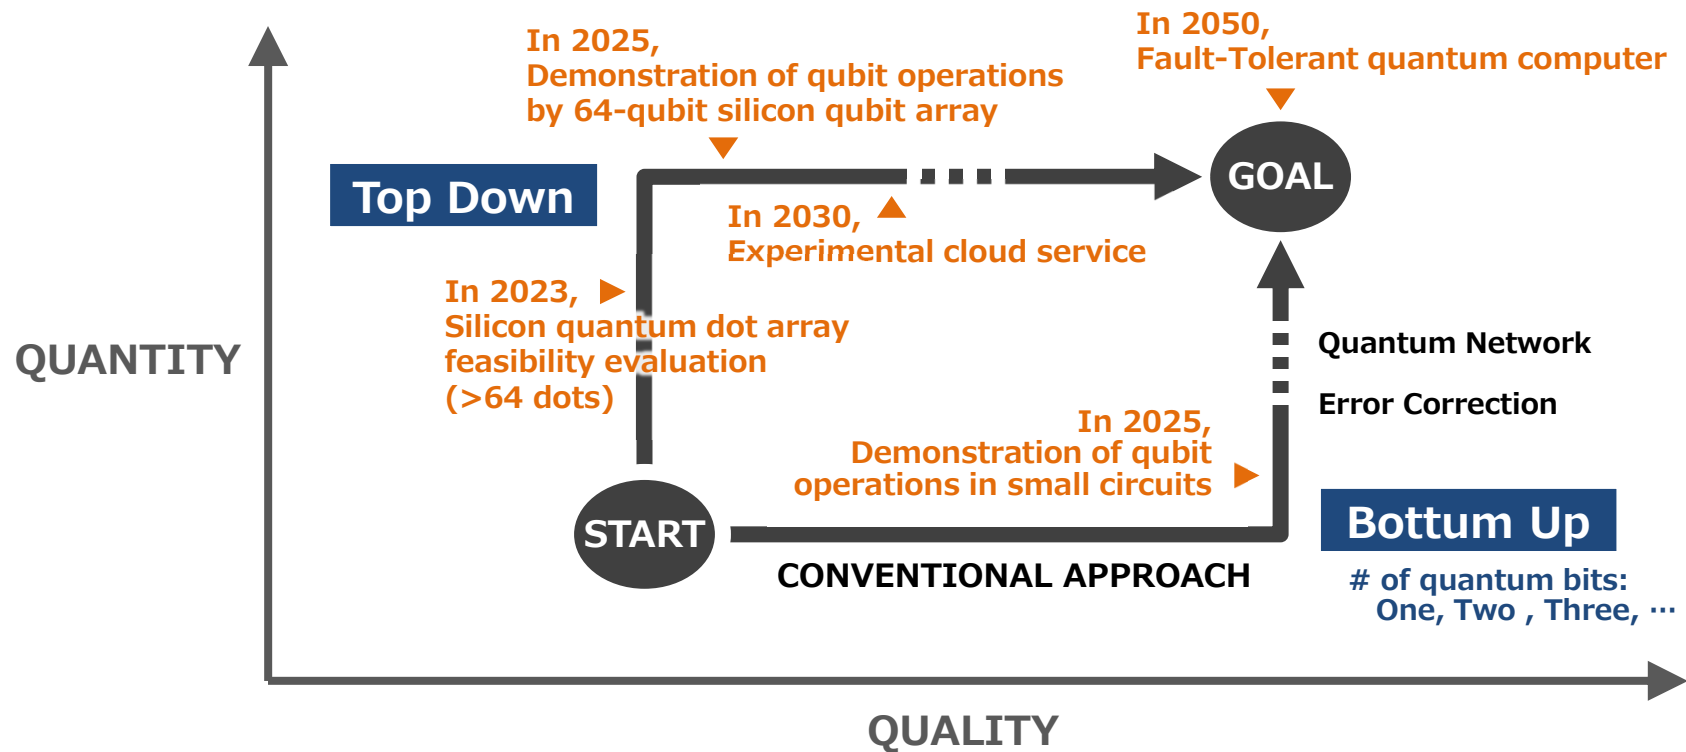 In 2025,
Demonstration of qubit operations
by 64-qubit silicon qubit array
In 2050,
Fault-Tolerant quantum computer
Top Down
GOAL
In 2030,
Experimental cloud service
In 2023,
Silicon quantum dot array
feasibility evaluation
(>64 dots)
QUANTITY
Quantum Network
Error Correction
In 2025,
Demonstration of qubit
operations in small circuits
START
Bottum Up
CONVENTIONAL APPROACH
# of quantum bits:
One, Two , Three, ⋯
QUALITY